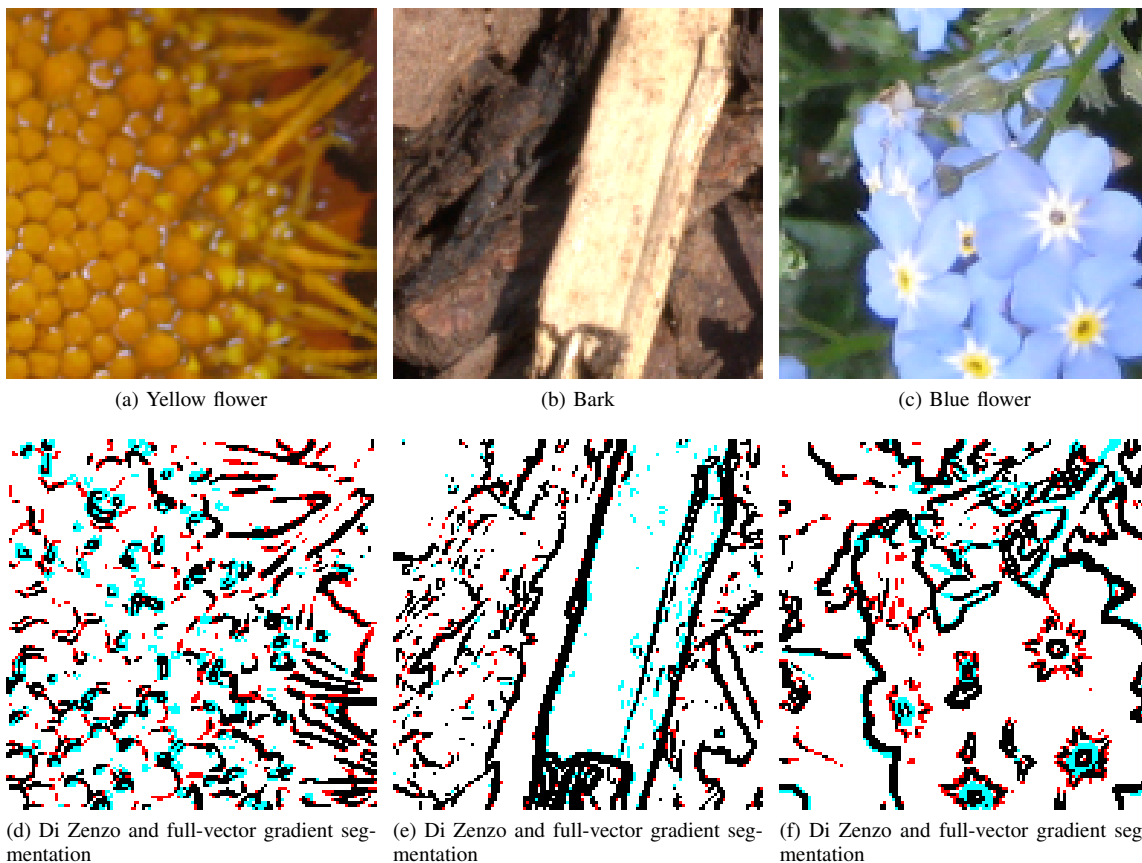 (a) Yellow flower
(b) Bark
(c) Blue flower
(d) Di Zenzo and full-vector gradient seg-
mentation
(e) Di Zenzo and full-vector gradient seg-
mentation
(f) Di Zenzo and full-vector gradient seg-
mentation